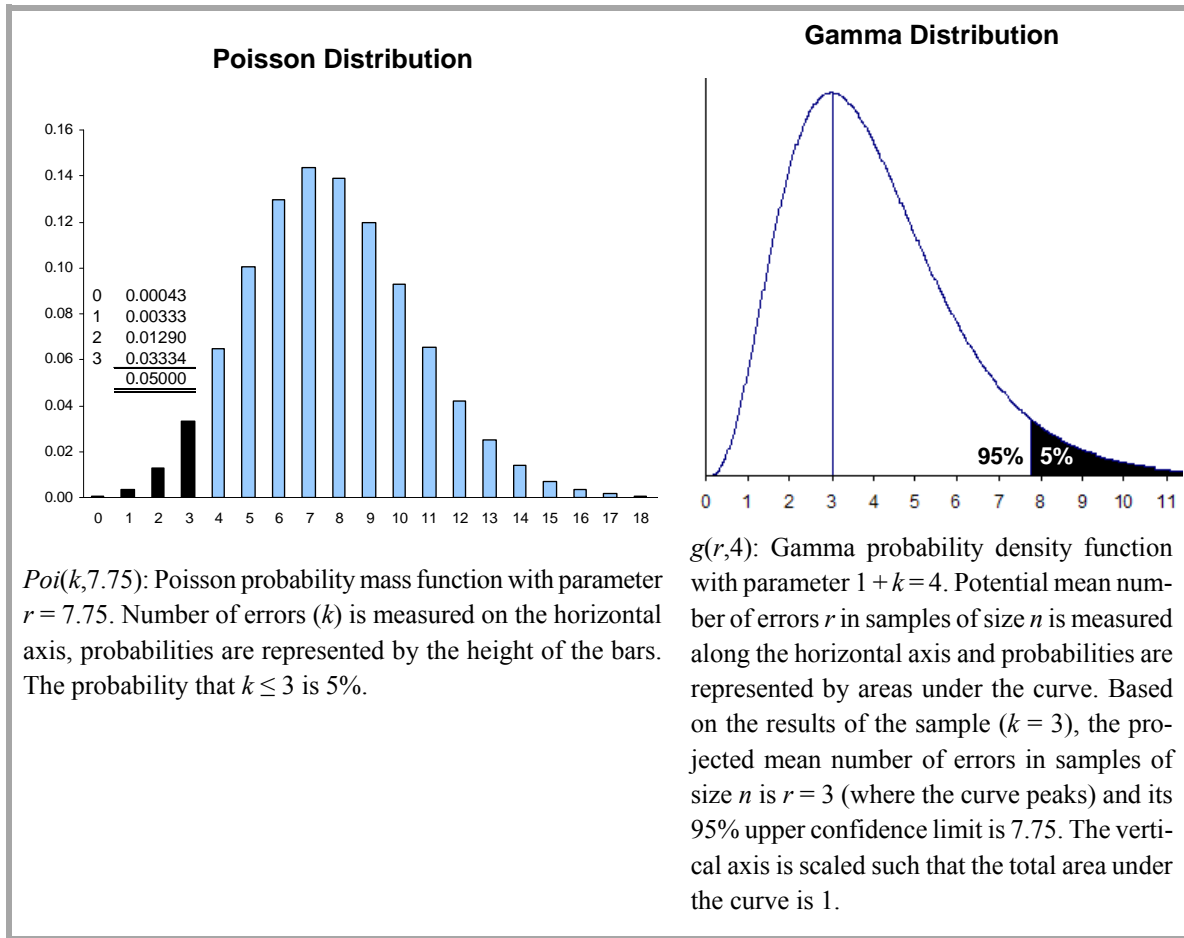 Poisson Distribution
0.16
0.14
0.12
0.10
0.08
0.06
0.04
0.02
0.00
0 0.00043
1 0.00333
2 0.01290
3 0.03334
0.05000
0 1 2 3 4 5 6 7 8 9 10 11 12 13 14 15 16 17 18
Poi(k,7.75): Poisson probability mass function with parameter
r = 7.75. Number of errors (k) is measured on the horizontal
axis, probabilities are represented by the height of the bars.
The probability that k ≤ 3 is 5%.
Gamma Distribution
95% 5%
0 1 2 3 4 5 6 7 8 9 10 11
g(r,4): Gamma probability density function
with parameter 1 + k = 4. Potential mean num-
ber of errors r in samples of size n is measured
along the horizontal axis and probabilities are
represented by areas under the curve. Based
on the results of the sample (k = 3), the pro-
jected mean number of errors in samples of
size n is r = 3 (where the curve peaks) and its
95% upper confidence limit is 7.75. The verti-
cal axis is scaled such that the total area under
the curve is 1.